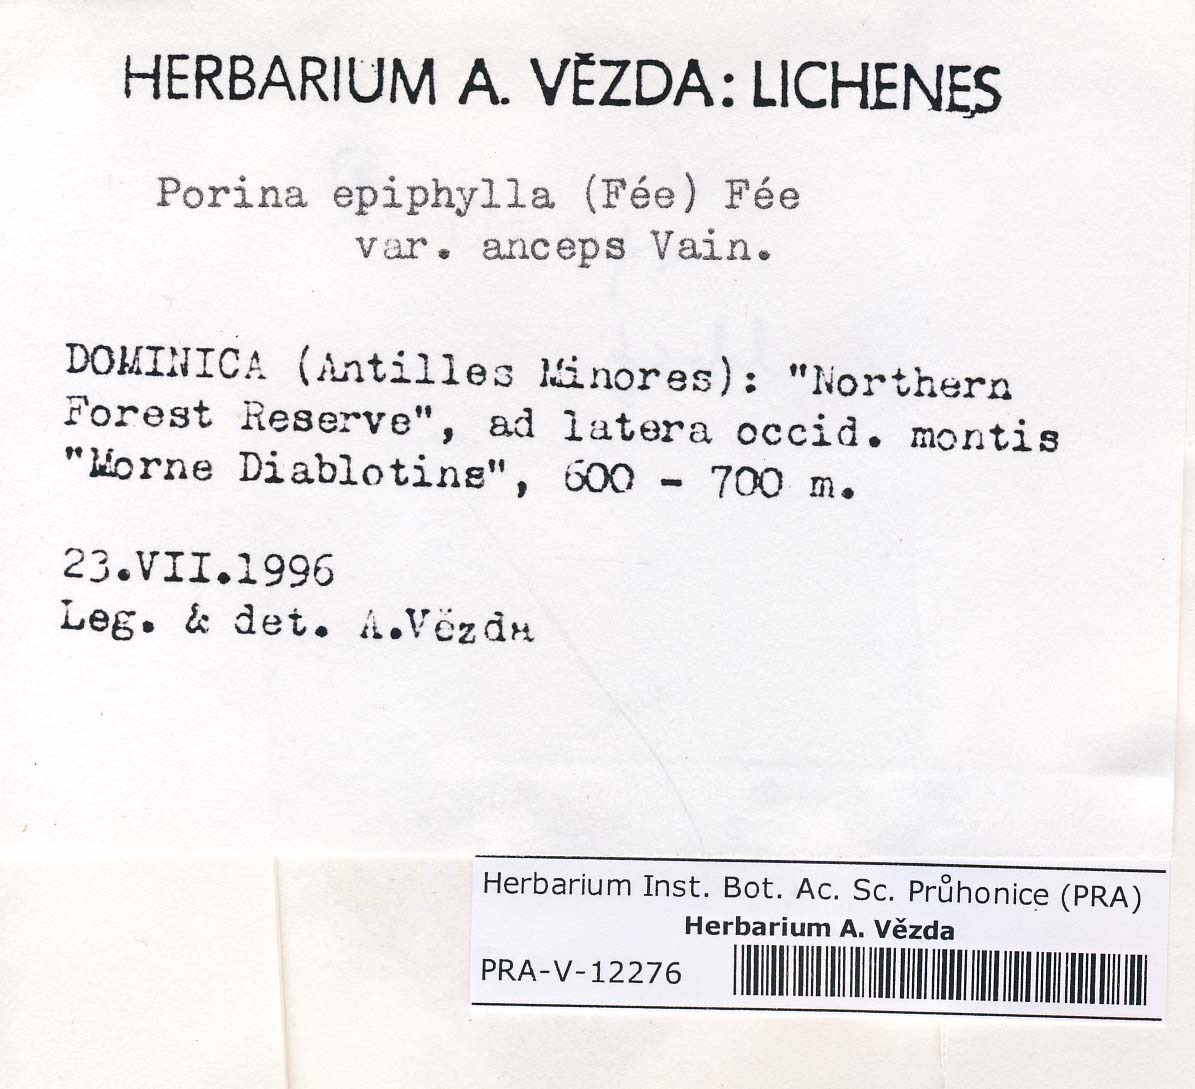 HERBARIUM A. VĚZDA: LICHENES
Porina epiphylla (Fée) Fée
var. anceps Vain.
DOMINICA (Antilles Minores): "Northern
Forest Reserve", ad latera occid. montis
"Morne Diablotins", 600 - 700 m.
23.VII.1996
Leg. & det. A.Vězda
Herbarium Inst. Bot. Ac. Sc. Průhonice (PRA)
Herbarium A. Vězda
PRA-V-12276